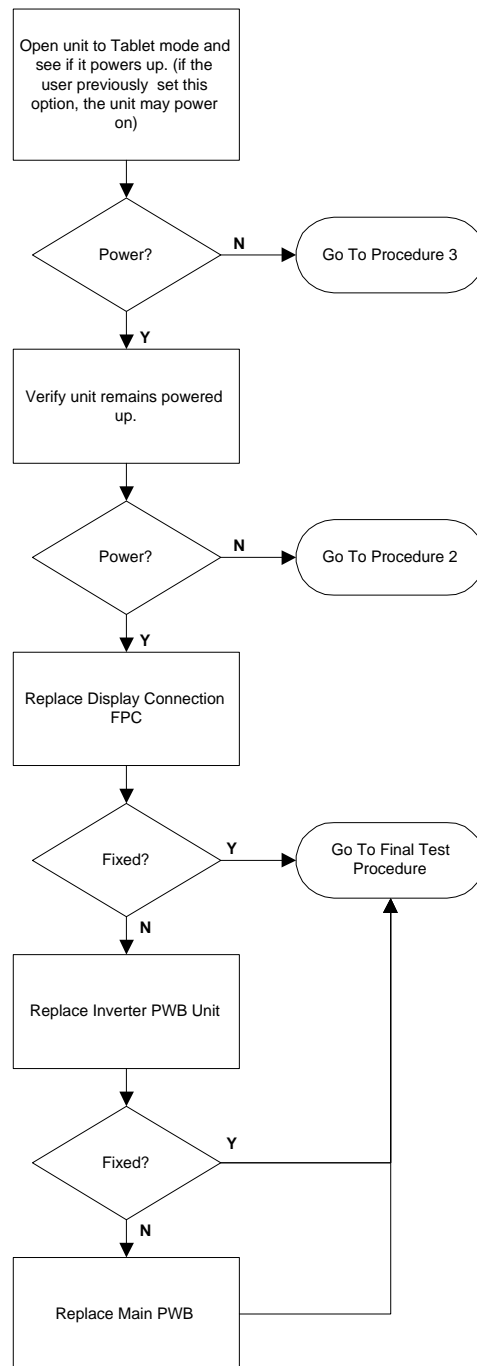 Open unit to Tablet mode and
see if it powers up. (if the
user previously set this
option, the unit may power
on)
Power?
N
Go To Procedure 3
Y
Verify unit remains powered
up.
Power?
N
Go To Procedure 2
Y
Replace Display Connection
FPC
Fixed?
Y
Go To Final Test
Procedure
N
Replace Inverter PWB Unit
Fixed?
Y
N
Replace Main PWB